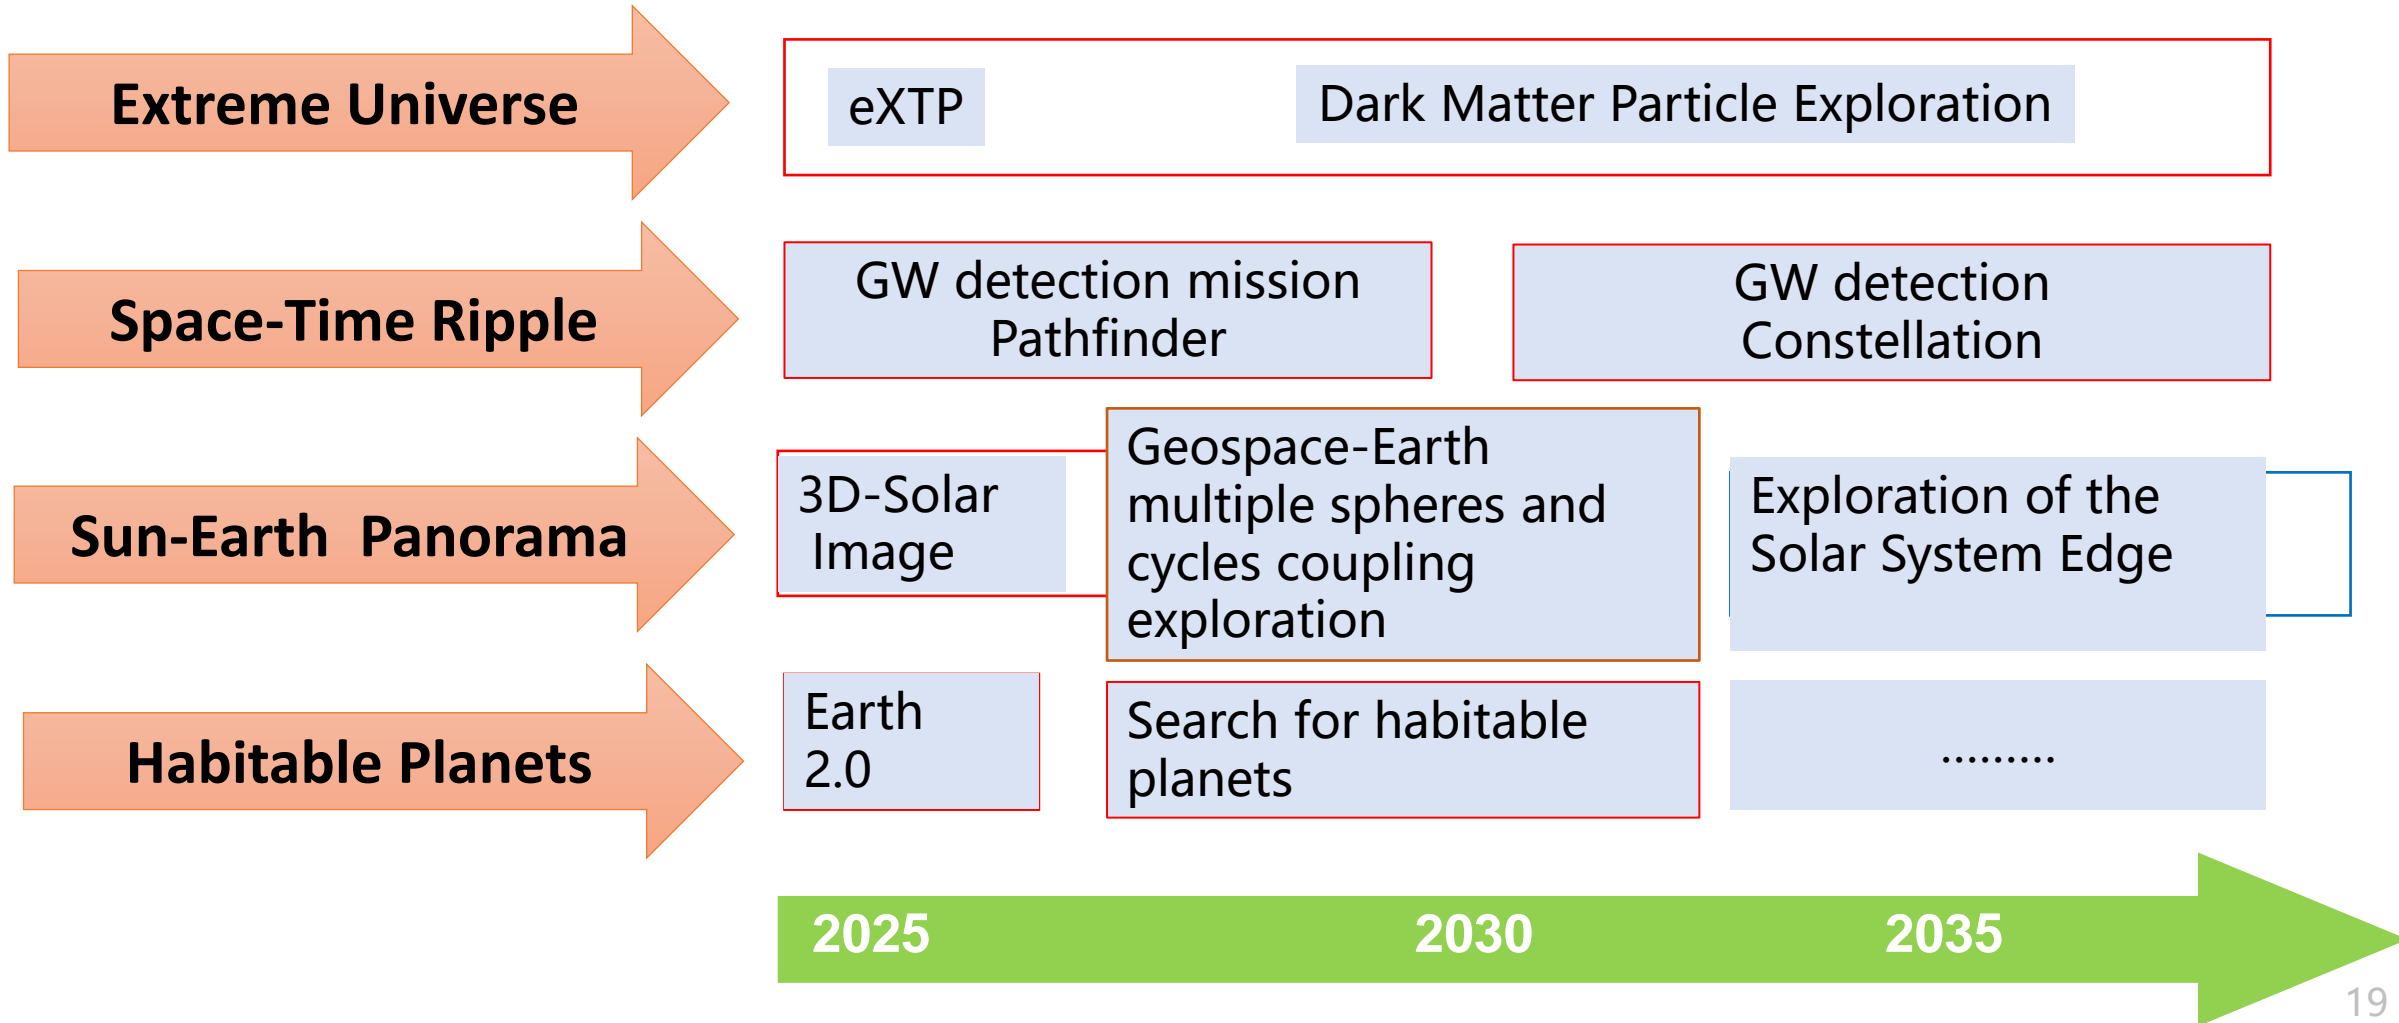 Extreme Universe
eXTP
Dark Matter Particle Exploration
Space-Time Ripple
GW detection mission
Pathfinder
GW detection
Constellation
Sun-Earth  Panorama
3D-Solar
Image
Geospace-Earth
multiple spheres and
cycles coupling
exploration
Exploration of the
Solar System Edge
Habitable Planets
Earth
2.0
Search for habitable
planets
.........
2025
2030
2035
19